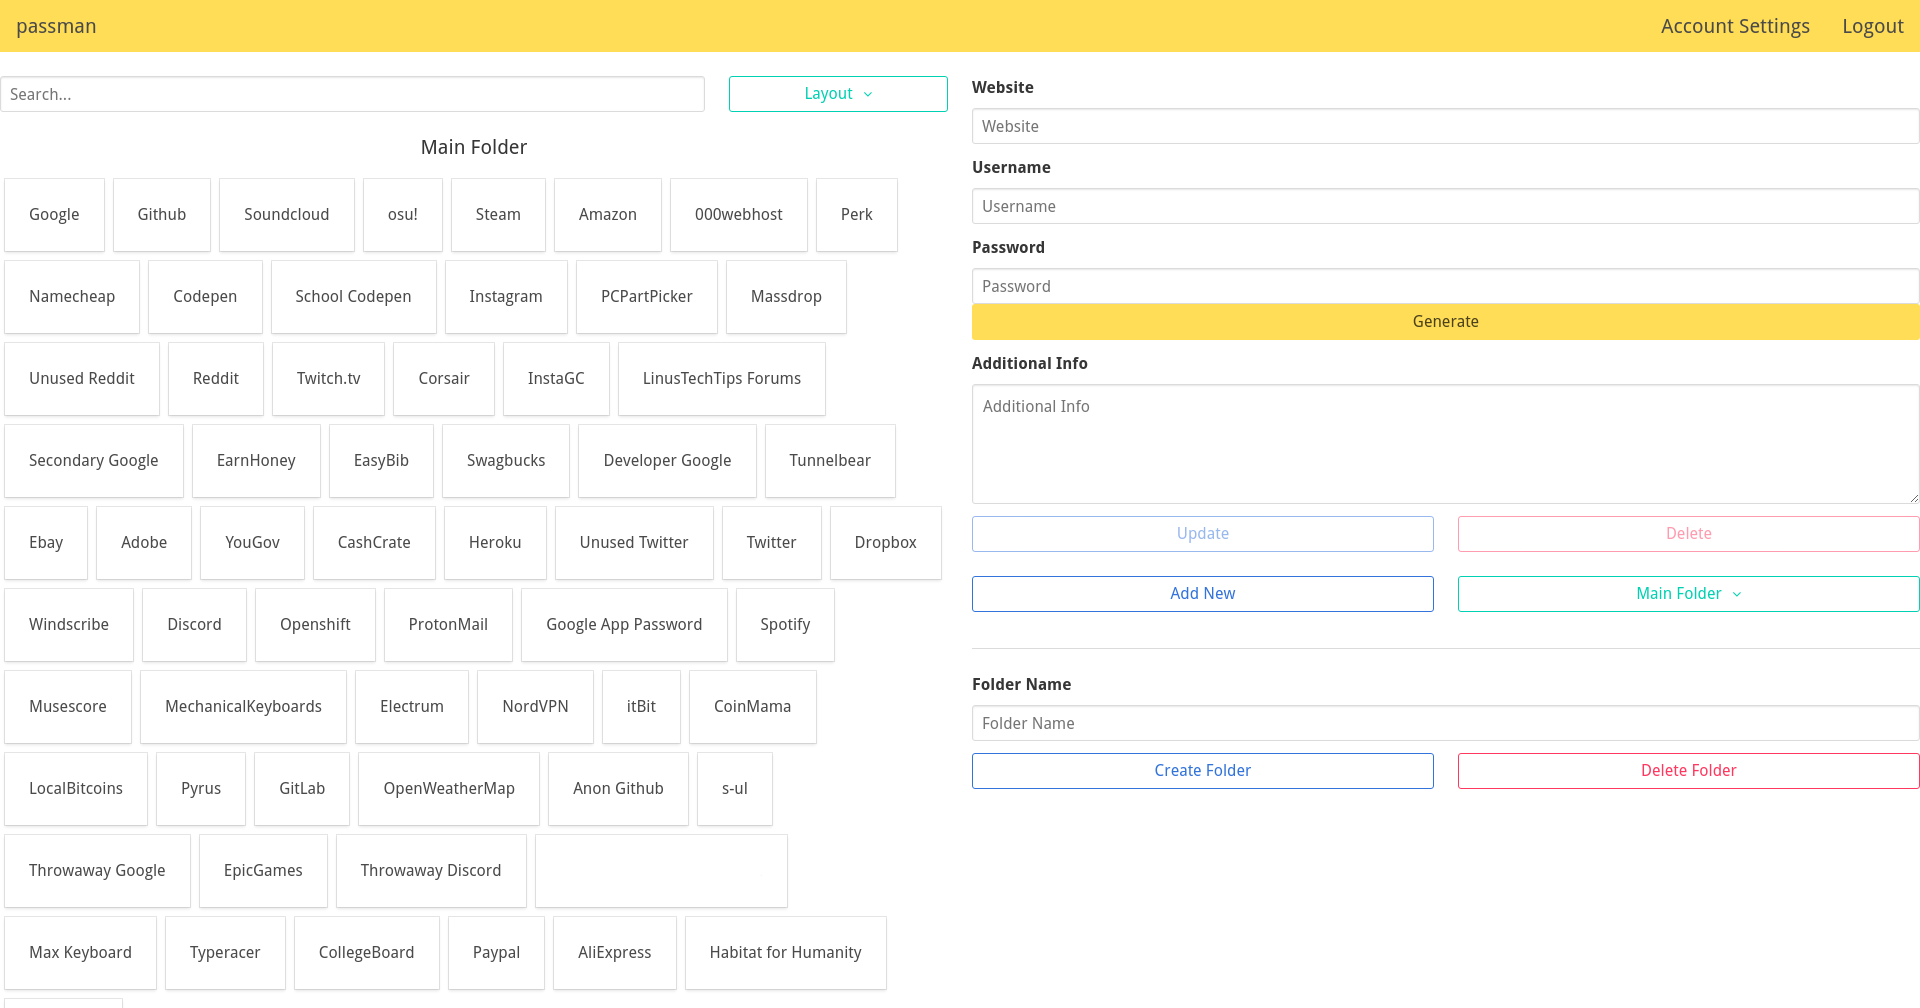 passman
Account Settings
Logout
Search...
Layout
Main Folder
Google Github Soundcloud osu! Steam Amazon 000webhost Perk
Namecheap Codepen School Codepen Instagram PCPartPicker Massdrop
Unused Reddit Reddit Twitch.tv Corsair InstaGC LinusTechTips Forums
Secondary Google EarnHoney EasyBib Swagbucks Developer Google Tunnelbear
Ebay Adobe YouGov CashCrate Heroku Unused Twitter Twitter Dropbox
Windscribe Discord Openshift ProtonMail Google App Password Spotify
Musescore MechanicalKeyboards Electrum NordVPN itBit CoinMama
LocalBitcoins Pyrus GitLab OpenWeatherMap Anon Github s-ul
Throwaway Google EpicGames Throwaway Discord
Max Keyboard Typeracer CollegeBoard Paypal AliExpress Habitat for Humanity
Website
Website
Username
Username
Password
Password
Generate
Additional Info
Additional Info
Update
Delete
Add New
Main Folder
Folder Name
Folder Name
Create Folder
Delete Folder